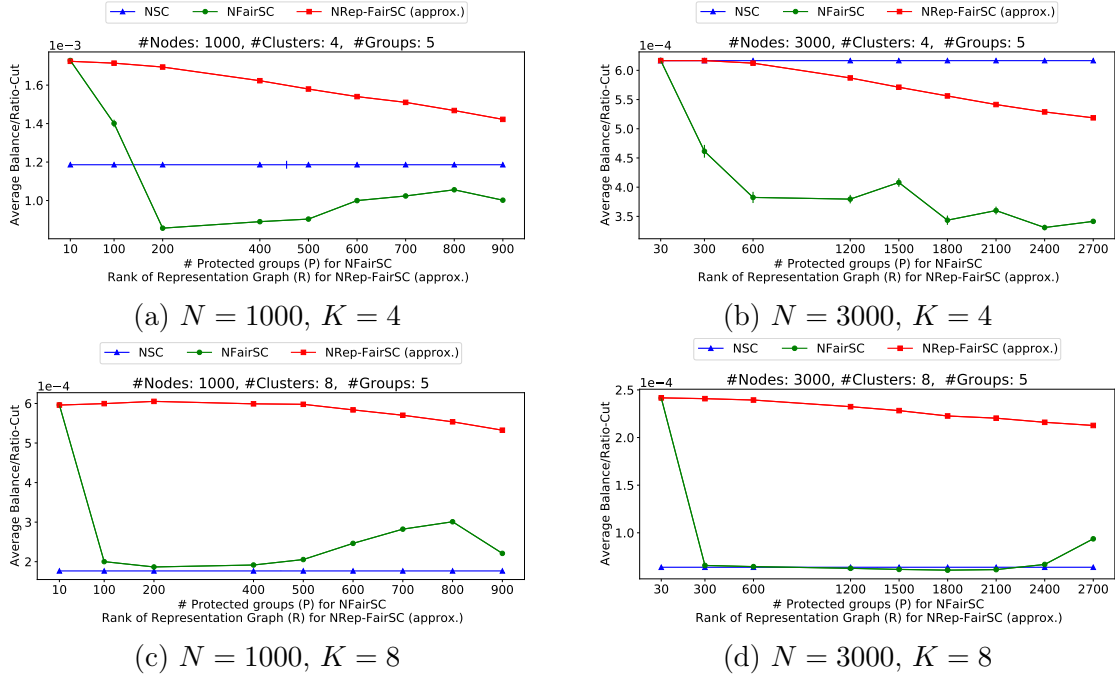 NSC NFairSC NRep-FairSC (approx.)
#Nodes: 1000, #Clusters: 4, #Groups: 5
1e−3
Average Balance/Ratio-Cut
1.6
1.4
1.2
1.0
10 100 200 400 500 600 700 800 900
# Protected groups (P) for NFairSC
Rank of Representation Graph (R) for NRep-FairSC (approx.)
(a) N = 1000, K = 4
NSC NFairSC NRep-FairSC (approx.)
#Nodes: 3000, #Clusters: 4, #Groups: 5
1e−4
Average Balance/Ratio-Cut
6.0
5.5
5.0
4.5
4.0
3.5
30 300 600 1200 1500 1800 2100 2400 2700
# Protected groups (P) for NFairSC
Rank of Representation Graph (R) for NRep-FairSC (approx.)
(b) N = 3000, K = 4
NSC NFairSC NRep-FairSC (approx.)
#Nodes: 1000, #Clusters: 8, #Groups: 5
1e−4
Average Balance/Ratio-Cut
6
5
4
3
2
10 100 200 400 500 600 700 800 900
# Protected groups (P) for NFairSC
Rank of Representation Graph (R) for NRep-FairSC (approx.)
(c) N = 1000, K = 8
NSC NFairSC NRep-FairSC (approx.)
#Nodes: 3000, #Clusters: 8, #Groups: 5
1e−4
Average Balance/Ratio-Cut
2.5
2.0
1.5
1.0
30 300 600 1200 1500 1800 2100 2400 2700
# Protected groups (P) for NFairSC
Rank of Representation Graph (R) for NRep-FairSC (approx.)
(d) N = 3000, K = 8